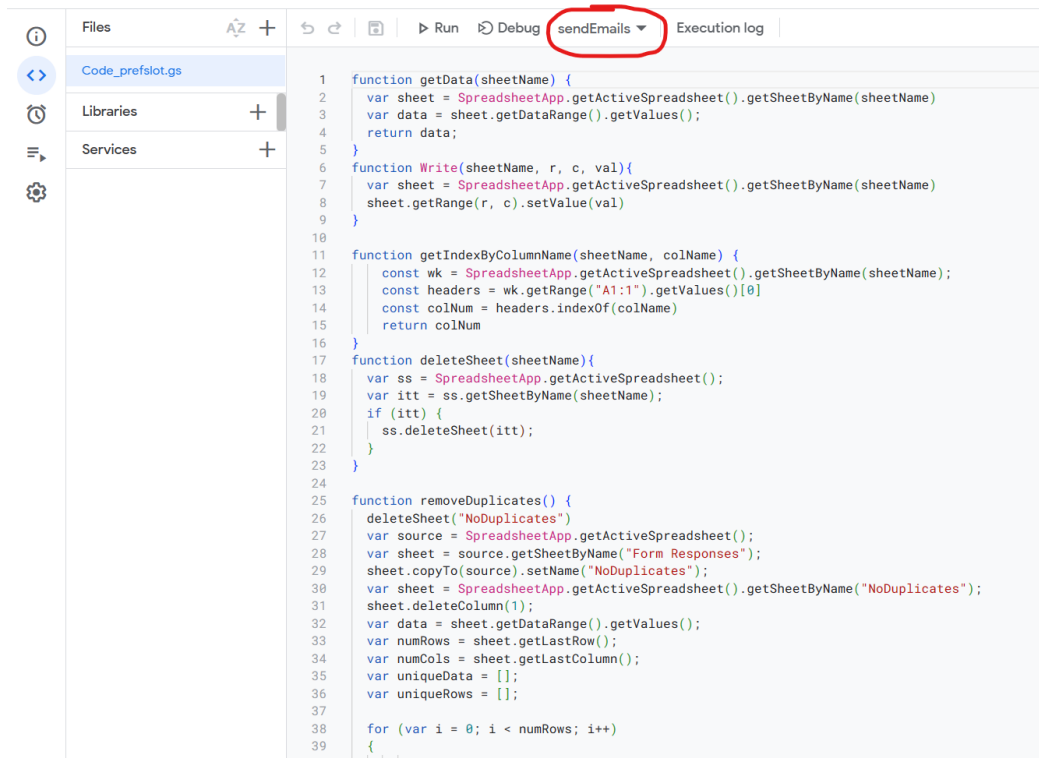 Files
AZ
Run
Debug
sendEmails
Execution log
Code_prefslot.gs
Libraries
Services
1 function getData(sheetName) {
2 var sheet = SpreadsheetApp.getActiveSpreadsheet().getSheetByName(sheetName)
3 var data = sheet.getDataRange().getValues();
4 return data;
5 }
6 function Write(sheetName, r, c, val){
7 var sheet = SpreadsheetApp.getActiveSpreadsheet().getSheetByName(sheetName)
8 sheet.getRange(r, c).setValue(val)
9 }
10
11 function getIndexByColumnName(sheetName, colName) {
12 const wk = SpreadsheetApp.getActiveSpreadsheet().getSheetByName(sheetName);
13 const headers = wk.getRange("A1:1").getValues()[0]
14 const colNum = headers.indexOf(colName)
15 return colNum
16 }
17 function deleteSheet(sheetName){
18 var ss = SpreadsheetApp.getActiveSpreadsheet();
19 var itt = ss.getSheetByName(sheetName);
20 if (itt) {
21 ss.deleteSheet(itt);
22 }
23 }
24
25 function removeDuplicates() {
26 deleteSheet("NoDuplicates")
27 var source = SpreadsheetApp.getActiveSpreadsheet();
28 var sheet = source.getSheetByName("Form Responses");
29 sheet.copyTo(source).setName("NoDuplicates");
30 var sheet = SpreadsheetApp.getActiveSpreadsheet().getSheetByName("NoDuplicates");
31 sheet.deleteColumn(1);
32 var data = sheet.getDataRange().getValues();
33 var numRows = sheet.getLastRow();
34 var numCols = sheet.getLastColumn();
35 var uniqueData = [];
36 var uniqueRows = [];
37
38 for (var i = 0; i < numRows; i++)
39 {